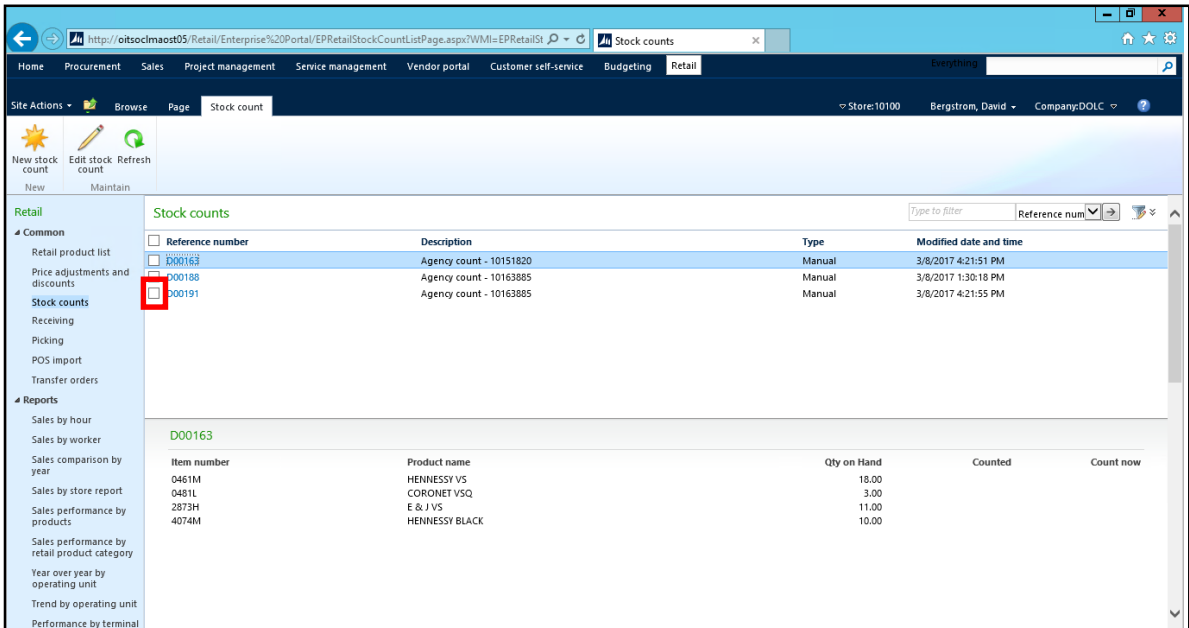 http://oitsoclmaost05/Retail/Enterprise%20Portal/EPRetailStockCountListPage.aspx?WMI=EPRetailSt
Stock counts
Home Procurement Sales Project management Service management Vendor portal Customer self-service Budgeting Retail Everything
Site Actions Browse Page Stock count Store:10100 Bergstrom, David Company:DOLC
New stock count Edit stock count Refresh
New Maintain
Retail
Common
Retail product list
Price adjustments and
discounts
Stock counts
Receiving
Picking
POS import
Transfer orders
Reports
Sales by hour
Sales by worker
Sales comparison by
year
Sales by store report
Sales performance by
products
Sales performance by
retail product category
Year over year by
operating unit
Trend by operating unit
Performance by terminal
Stock counts Type to filter Reference num
Reference number Description Type Modified date and time
D00163 Agency count - 10151820 Manual 3/8/2017 4:21:51 PM
D00188 Agency count - 10163885 Manual 3/8/2017 1:30:18 PM
D00191 Agency count - 10163885 Manual 3/8/2017 4:21:55 PM
D00163
Item number Product name Qty on Hand Counted Count now
0461M HENNESSY VS 18.00
0481L CORONET VSQ 3.00
2873H E & J VS 11.00
4074M HENNESSY BLACK 10.00